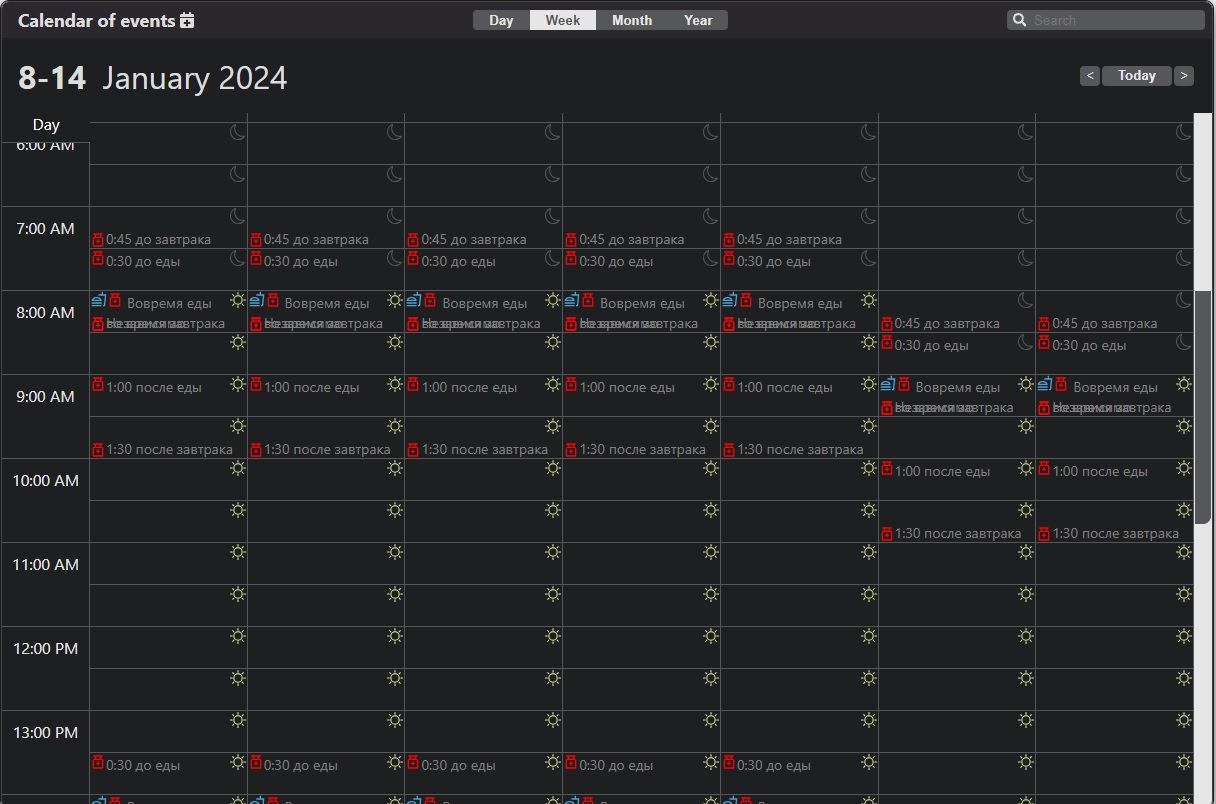 Calendar of events
Day Week Month Year
Search
8-14 January 2024
< Today >
Day
6:00 AM
7:00 AM
0:45 до завтрака 0:45 до завтрака 0:45 до завтрака 0:45 до завтрака 0:45 до завтрака
0:30 до еды 0:30 до еды 0:30 до еды 0:30 до еды 0:30 до еды
8:00 AM
Вовремя еды Вовремя еды Вовремя еды Вовремя еды Вовремя еды
завтрака завтрака завтрака завтрака завтрака 0:45 до завтрака 0:45 до завтрака
0:30 до еды 0:30 до еды
9:00 AM
1:00 после еды 1:00 после еды 1:00 после еды 1:00 после еды 1:00 после еды Вовремя еды Вовремя еды
завтрака завтрака
1:30 после завтрака 1:30 после завтрака 1:30 после завтрака 1:30 после завтрака 1:30 после завтрака
10:00 AM
1:00 после еды 1:00 после еды
1:30 после завтрака 1:30 после завтрака
11:00 AM
12:00 PM
13:00 PM
0:30 до еды 0:30 до еды 0:30 до еды 0:30 до еды 0:30 до еды